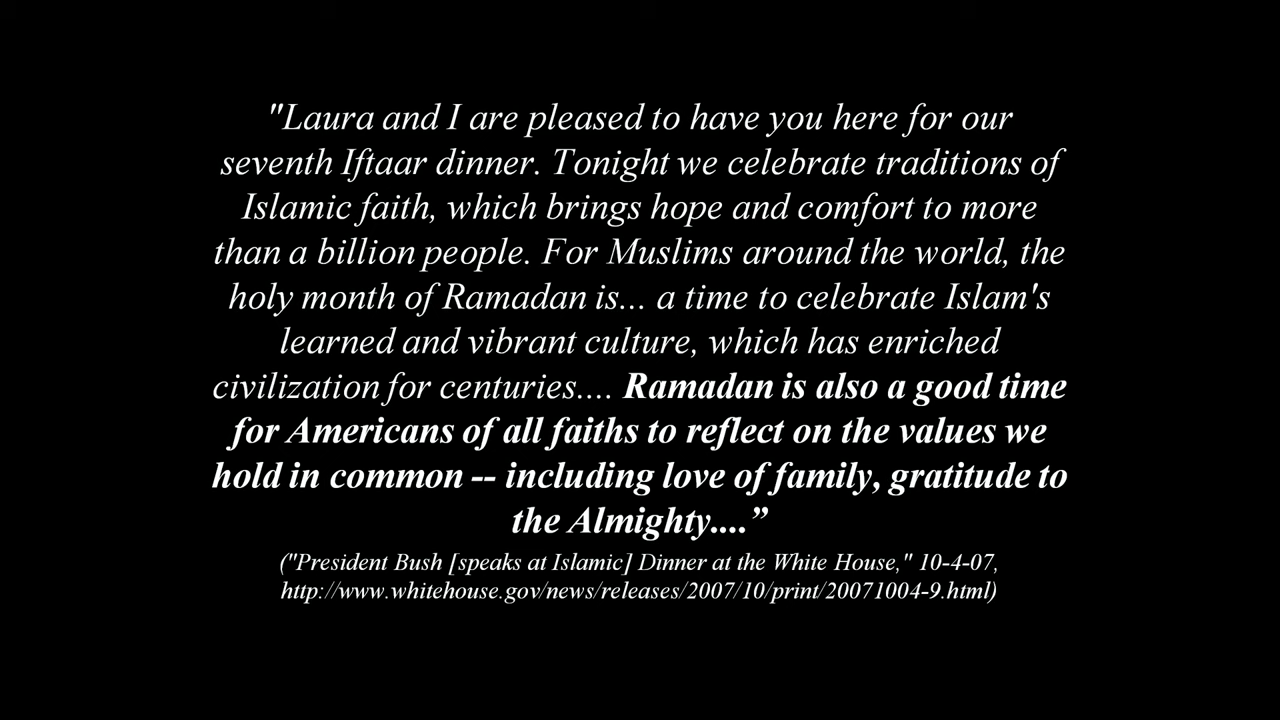 "Laura and I are pleased to have you here for our
seventh Iftaar dinner. Tonight we celebrate traditions of
Islamic faith, which brings hope and comfort to more
than a billion people. For Muslims around the world, the
holy month of Ramadan is... a time to celebrate Islam's
learned and vibrant culture, which has enriched
civilization for centuries.... Ramadan is also a good time
for Americans of all faiths to reflect on the values we
hold in common -- including love of family, gratitude to
the Almighty....”
("President Bush [speaks at Islamic] Dinner at the White House," 10-4-07,
http://www.whitehouse.gov/news/releases/2007/10/print/20071004-9.html)